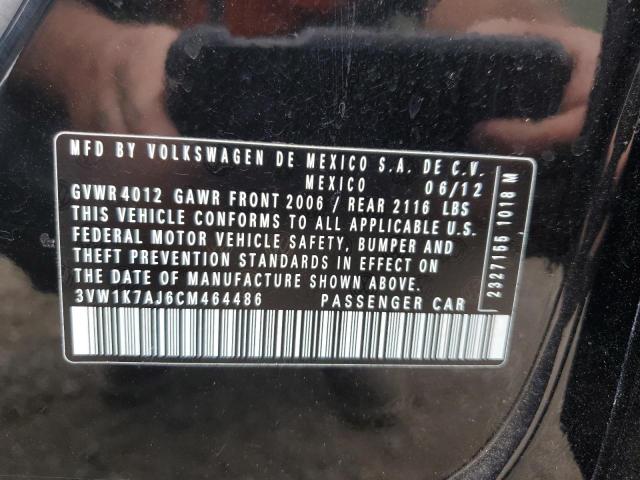 MFD BY VOLKSWAGEN DE MEXICO S.A. DE C.V.
MEXICO 06/12
GVWR 4012 GAWR FRONT 2006 / REAR 2116 LBS
THIS VEHICLE CONFORMS TO ALL APPLICABLE U.S.
FEDERAL MOTOR VEHICLE SAFETY, BUMPER AND
THEFT PREVENTION STANDARDS IN EFFECT ON
THE DATE OF MANUFACTURE SHOWN ABOVE.
3VW1K7AJ6CM464486 PASSENGER CAR
2327155 1018 M